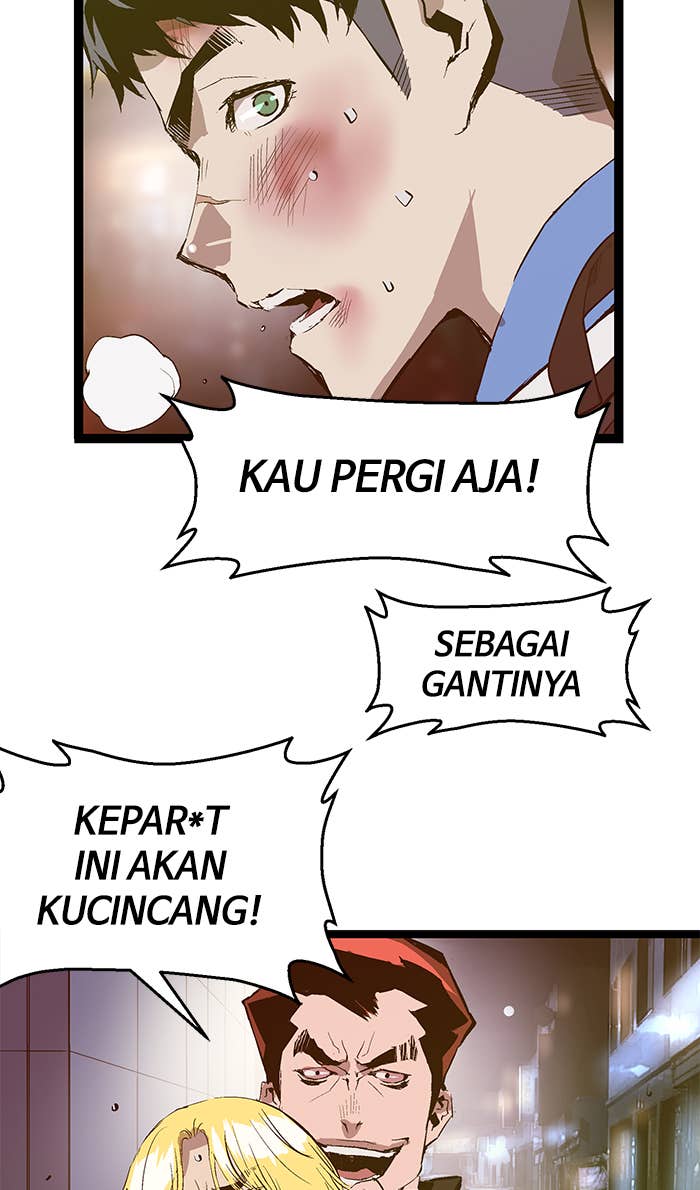 KAU PERGI AJA!
SEBAGAI
GANTINYA
KEPAR*T
INI AKAN
KUCINCANG!